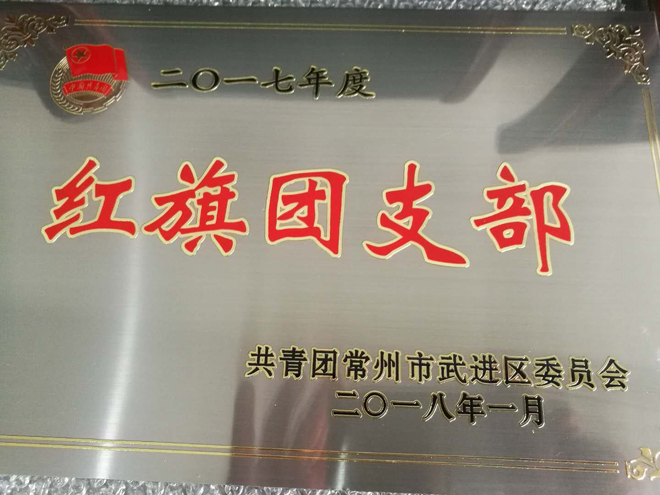 二〇一七年度
红旗团支部
共青团常州市武进区委员会
二〇一八年一月